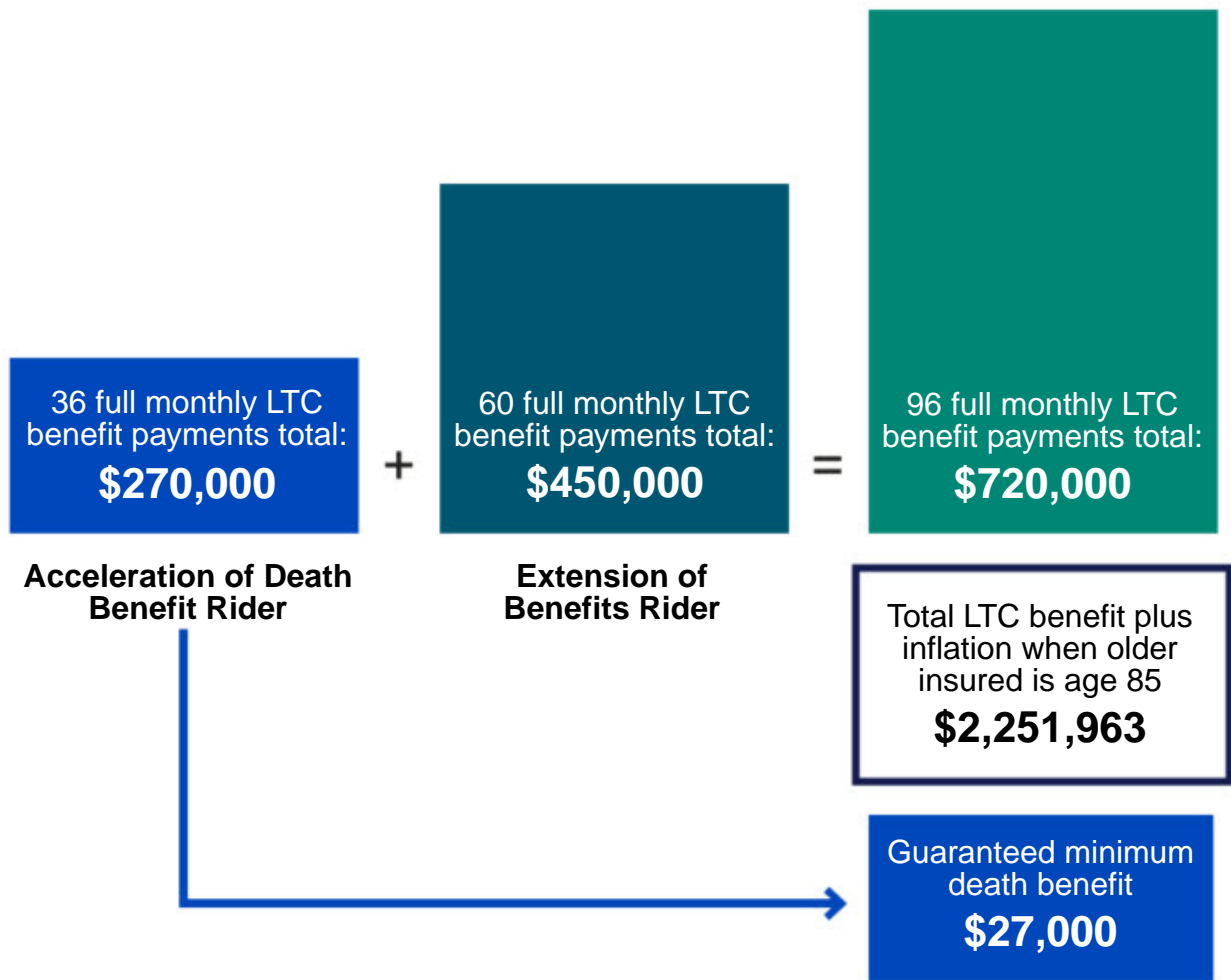 36 full monthly LTC
benefit payments total:
$270,000
+
60 full monthly LTC
benefit payments total:
$450,000
=
96 full monthly LTC
benefit payments total:
$720,000
Acceleration of Death
Benefit Rider
Extension of
Benefits Rider
Total LTC benefit plus
inflation when older
insured is age 85
$2,251,963
Guaranteed minimum
death benefit
$27,000